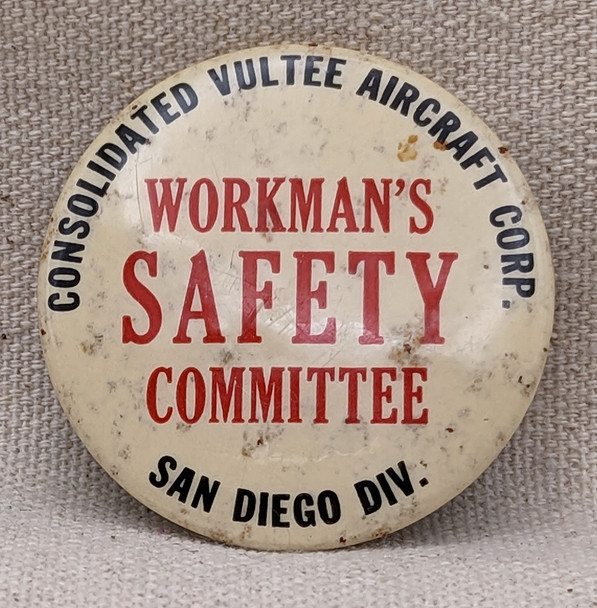 CONSOLIDATED VULTEE AIRCRAFT CORP.
WORKMAN'S
SAFETY
COMMITTEE
SAN DIEGO DIV.